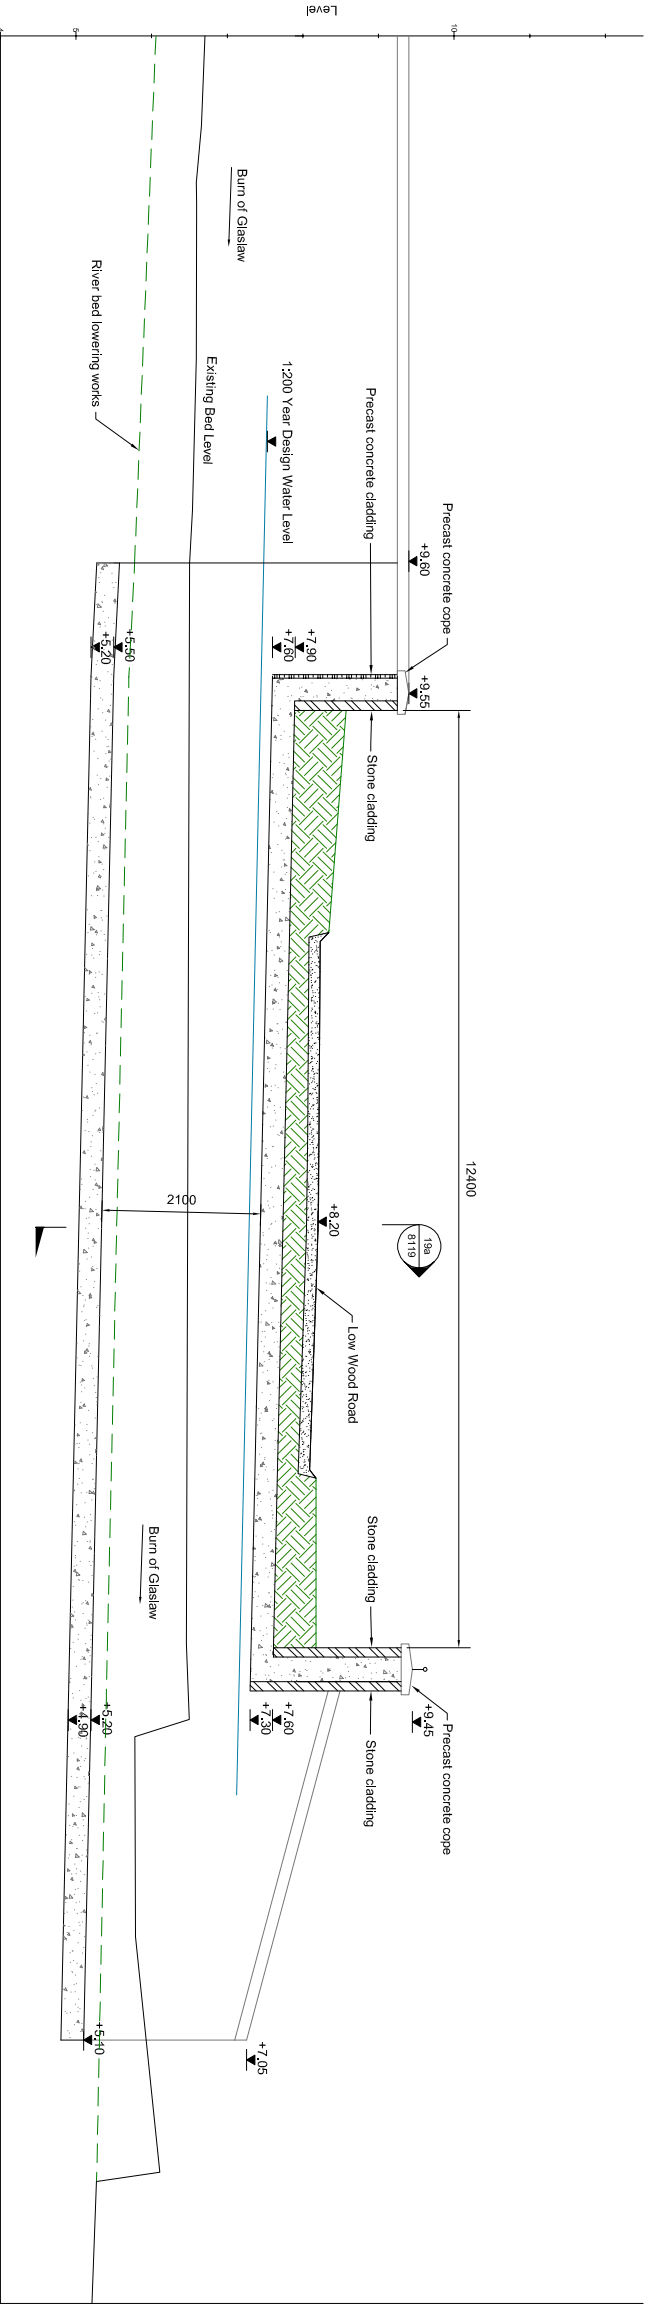 Level
5
10
Burn of Glaslaw
River bed lowering works
Existing Bed Level
1:200 Year Design Water Level
Precast concrete cladding
Precast concrete cope
+9.60
+9.55
+7.90
+7.60
+5.50
+5.20
Stone cladding
12400
2100
+8.20
19a
8119
Low Wood Road
Burn of Glaslaw
Stone cladding
Precast concrete cope
+9.45
Stone cladding
+7.60
+7.30
+5.20
+4.90
+7.05
+5.10